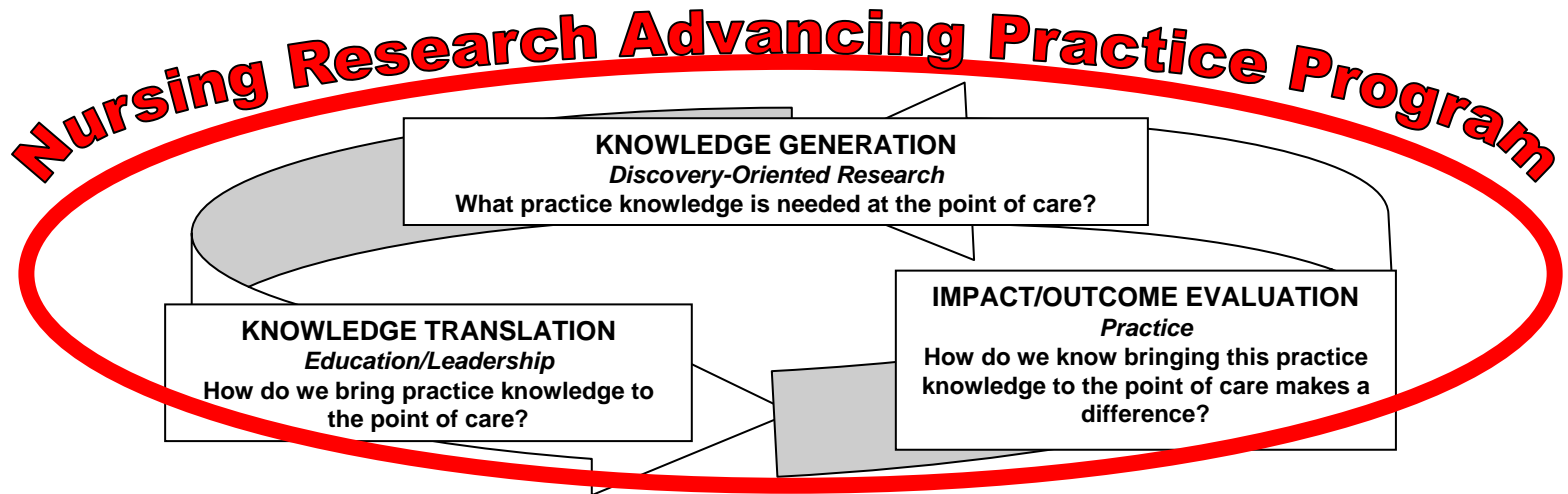 Nursing Research Advancing Practice Program
KNOWLEDGE GENERATION
Discovery-Oriented Research
What practice knowledge is needed at the point of care?
KNOWLEDGE TRANSLATION
Education/Leadership
How do we bring practice knowledge to
the point of care?
IMPACT/OUTCOME EVALUATION
Practice
How do we know bringing this practice
knowledge to the point of care makes a
difference?